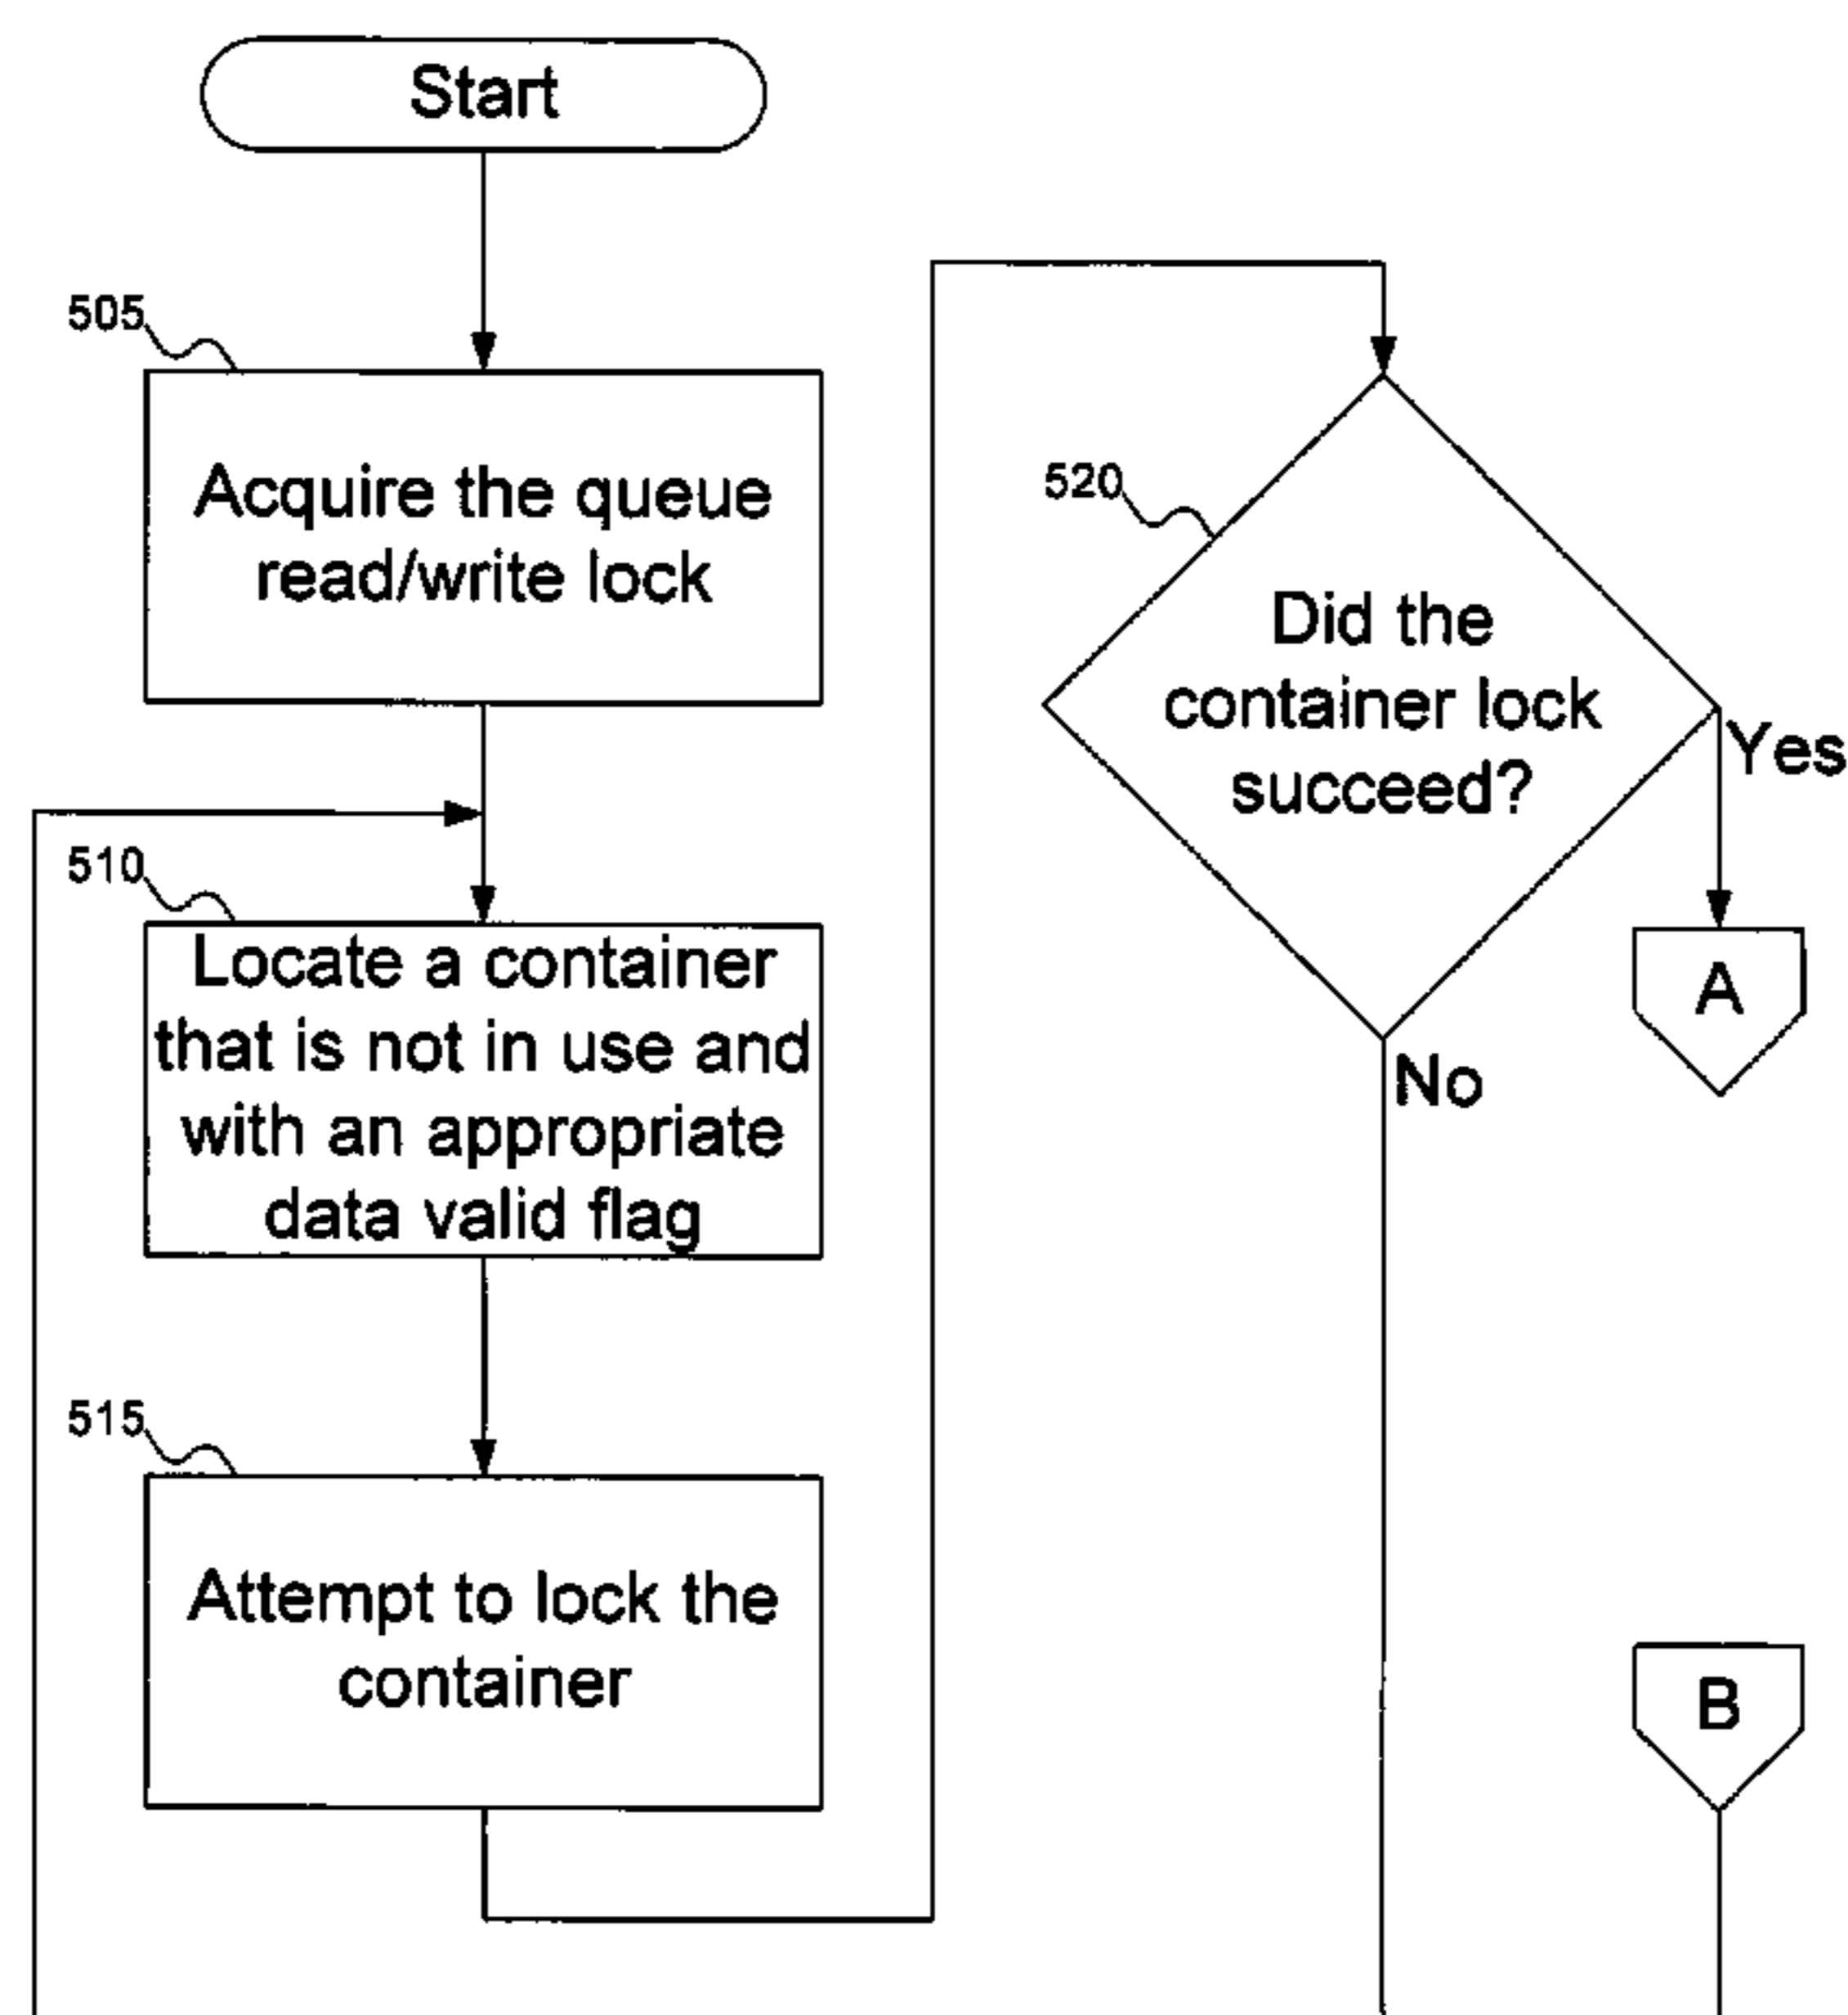 Start
505
Acquire the queue
read/write lock
510
Locate a container
that is not in use and
with an appropriate
data valid flag
515
Attempt to lock the
container
520
Did the
container lock
succeed?
Yes
A
No
B